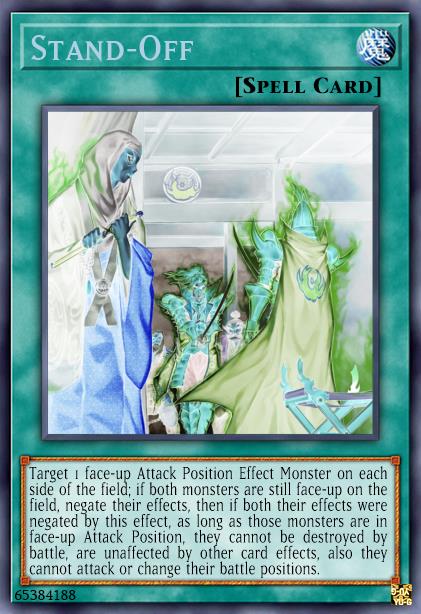 Stand-Off
魔
[Spell Card]
Target 1 face-up Attack Position Effect Monster on each
side of the field; if both monsters are still face-up on the
field, negate their effects, then if both their effects were
negated by this effect, as long as those monsters are in
face-up Attack Position, they cannot be destroyed by
battle, are unaffected by other card effects, also they
cannot attack or change their battle positions.
65384188